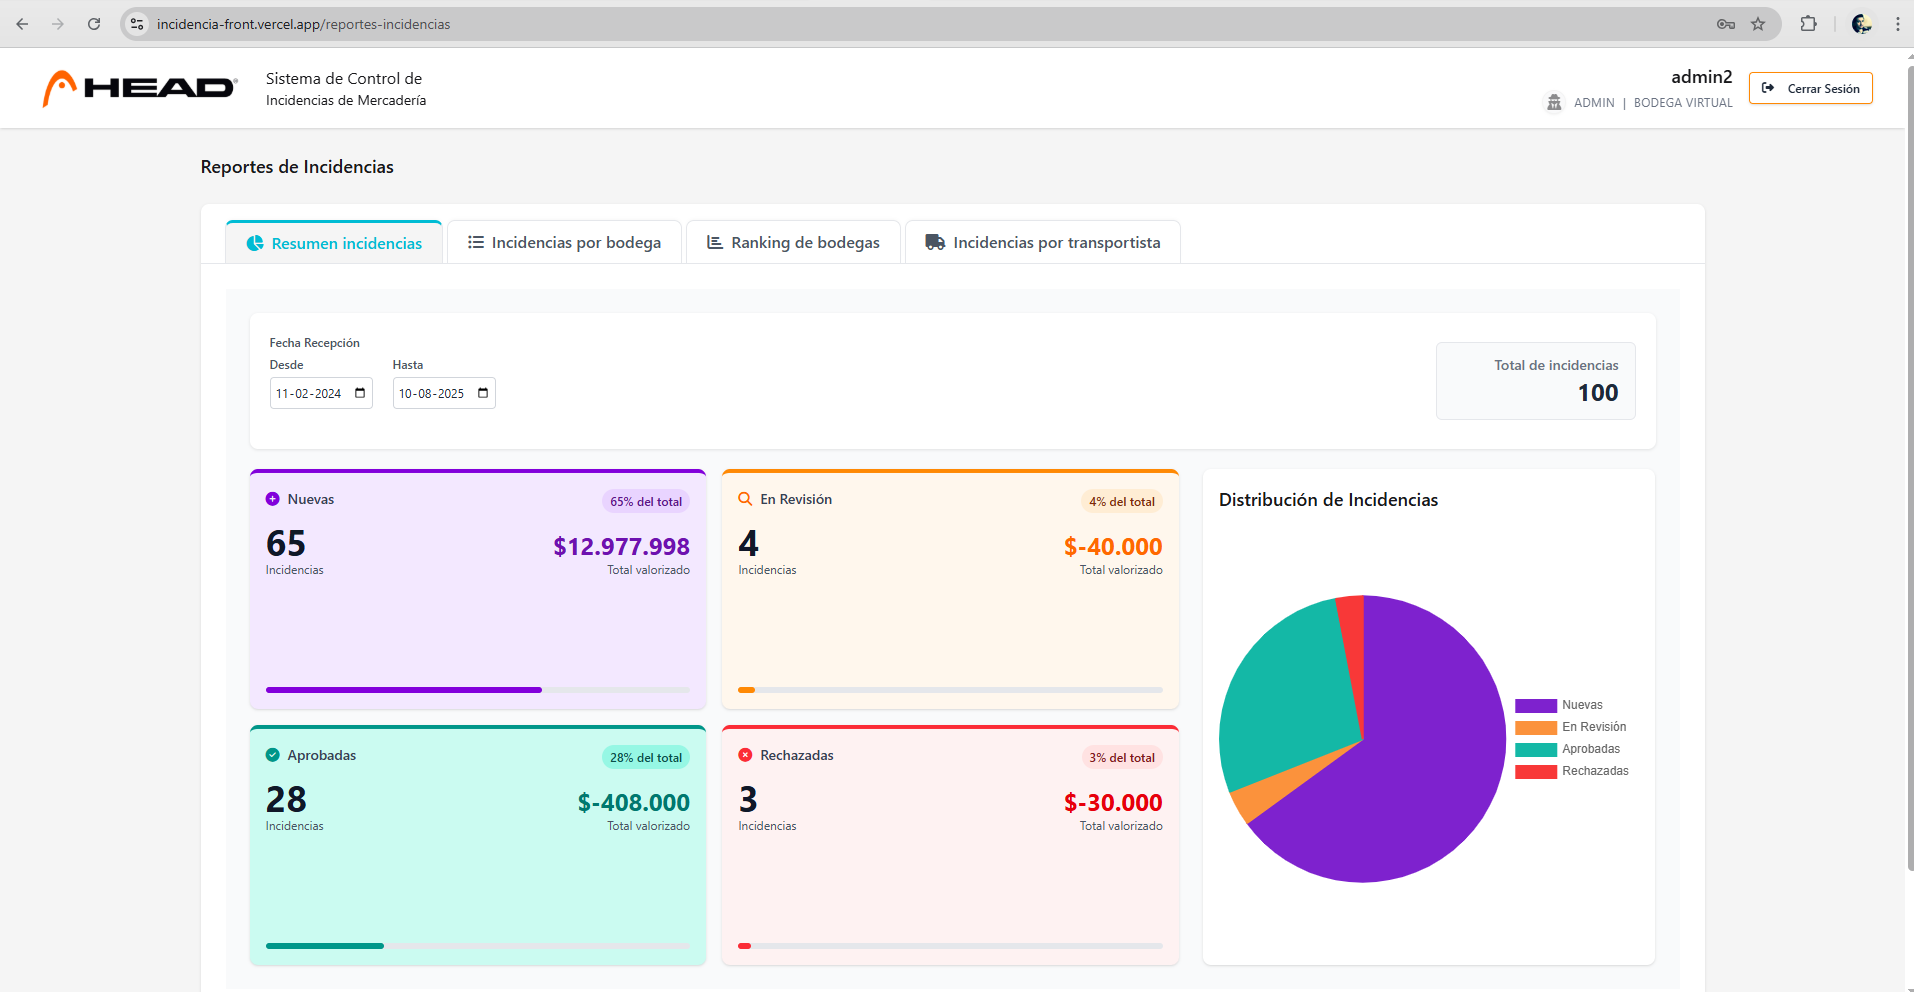 incidencia-front.vercel.app/reportes-incidencias
HEAD
Sistema de Control de
Incidencias de Mercadería
admin2
ADMIN | BODEGA VIRTUAL
Cerrar Sesión
Reportes de Incidencias
Resumen incidencias
Incidencias por bodega
Ranking de bodegas
Incidencias por transportista
Fecha Recepción
Desde
Hasta
11-02-2024
10-08-2025
Total de incidencias
100
Nuevas
65% del total
65
$12.977.998
Incidencias
Total valorizado
En Revisión
4% del total
4
$-40.000
Incidencias
Total valorizado
Aprobadas
28% del total
28
$-408.000
Incidencias
Total valorizado
Rechazadas
3% del total
3
$-30.000
Incidencias
Total valorizado
Distribución de Incidencias
Nuevas
En Revisión
Aprobadas
Rechazadas